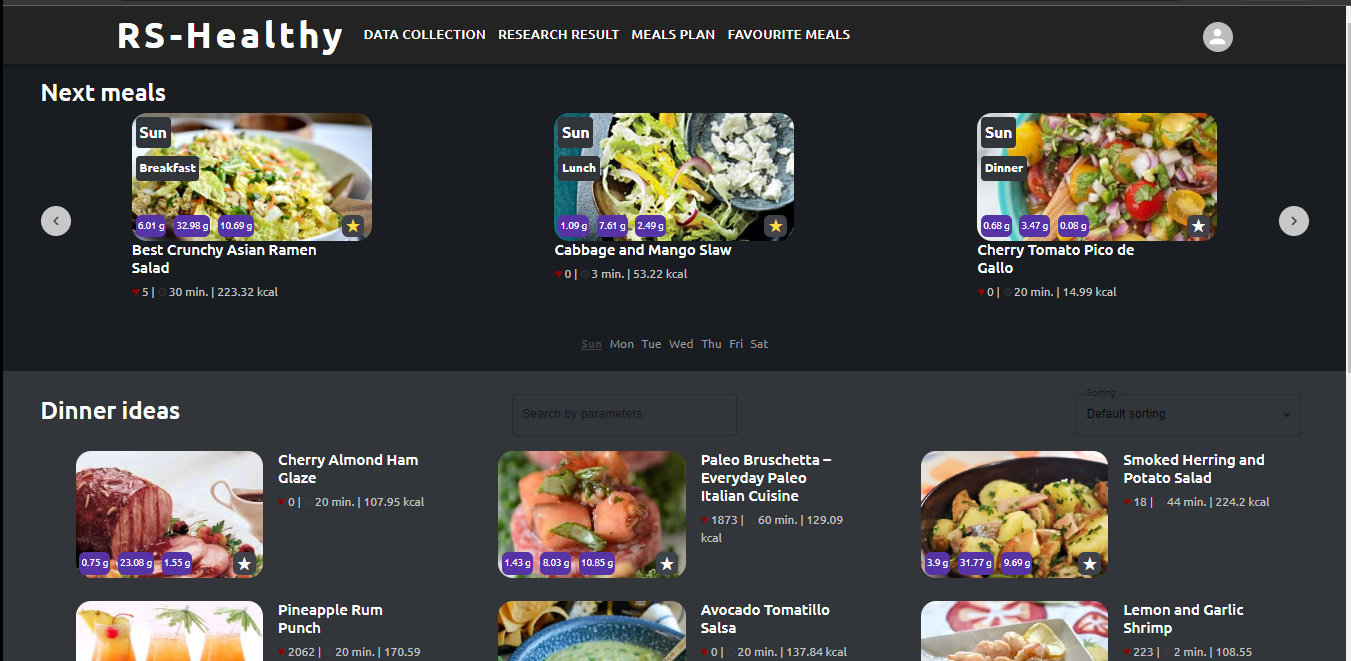 RS-Healthy DATA COLLECTION RESEARCH RESULT MEALS PLAN FAVOURITE MEALS
Next meals
Sun
Breakfast
6.01 g 32.98 g 10.69 g
Best Crunchy Asian Ramen
Salad
5 | 30 min. | 223.32 kcal
Sun
Lunch
1.09 g 7.61 g 2.49 g
Cabbage and Mango Slaw
0 | 3 min. | 53.22 kcal
Sun
Dinner
0.68 g 3.47 g 0.08 g
Cherry Tomato Pico de
Gallo
0 | 20 min. | 14.99 kcal
Sun Mon Tue Wed Thu Fri Sat
Dinner ideas
Search by parameters
Sorting
Default sorting
0.75 g 23.08 g 1.55 g
Cherry Almond Ham
Glaze
0 | 20 min. | 107.95 kcal
1.43 g 8.03 g 10.85 g
Paleo Bruschetta –
Everyday Paleo
Italian Cuisine
1873 | 60 min. | 129.09
kcal
3.9 g 31.77 g 9.69 g
Smoked Herring and
Potato Salad
18 | 44 min. | 224.2 kcal
Pineapple Rum
Punch
2062 | 20 min. | 170.59
Avocado Tomatillo
Salsa
0 | 20 min. | 137.84 kcal
Lemon and Garlic
Shrimp
223 | 2 min. | 108.55